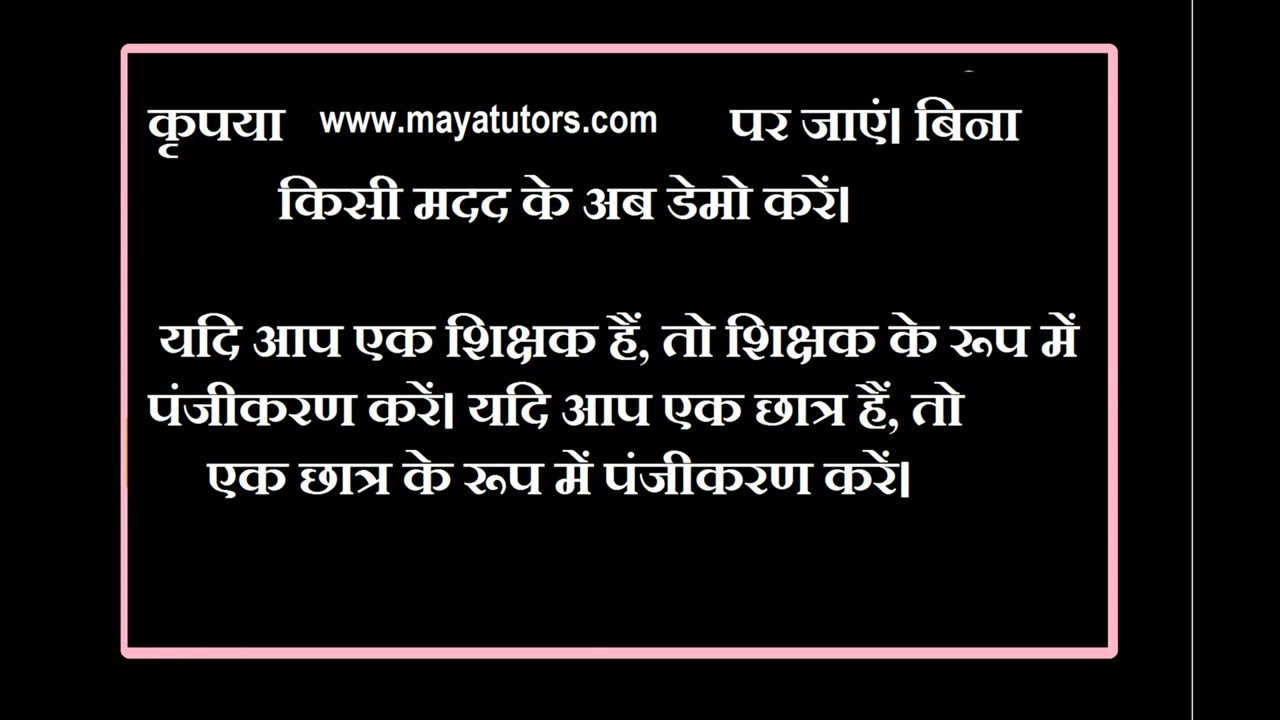 कृपया www.mayatutors.com पर जाएं। बिना
किसी मदद के अब डेमो करें।
यदि आप एक शिक्षक हैं, तो शिक्षक के रूप में
पंजीकरण करें। यदि आप एक छात्र हैं, तो
एक छात्र के रूप में पंजीकरण करें।